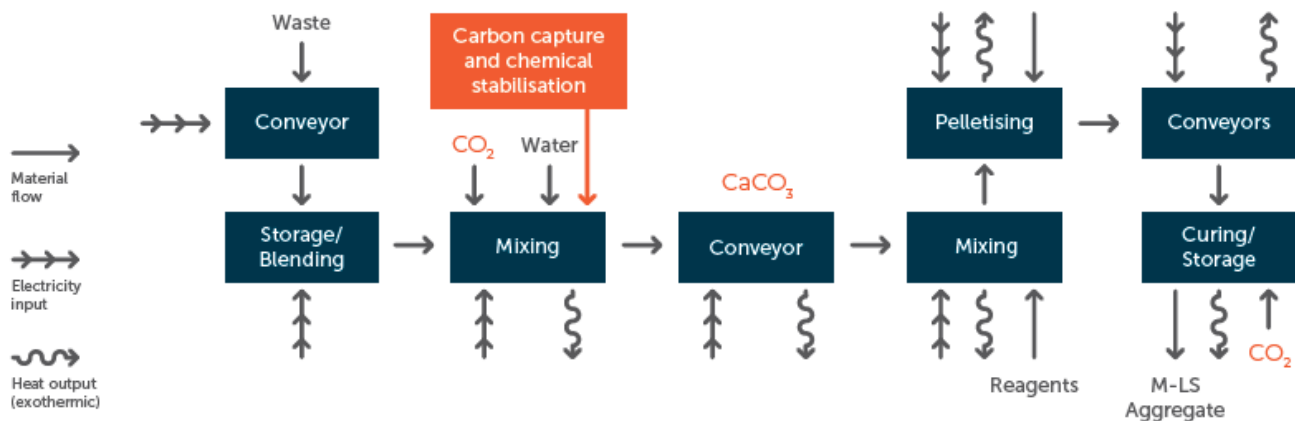 Waste
Carbon capture
and chemical
stabilisation
Conveyor
Pelletising
Conveyors
CO₂
Water
Material
flow
CaCO₃
Storage/
Blending
Mixing
Conveyor
Mixing
Curing/
Storage
Electricity
input
Heat output
(exothermic)
Reagents
M-LS
Aggregate
CO₂